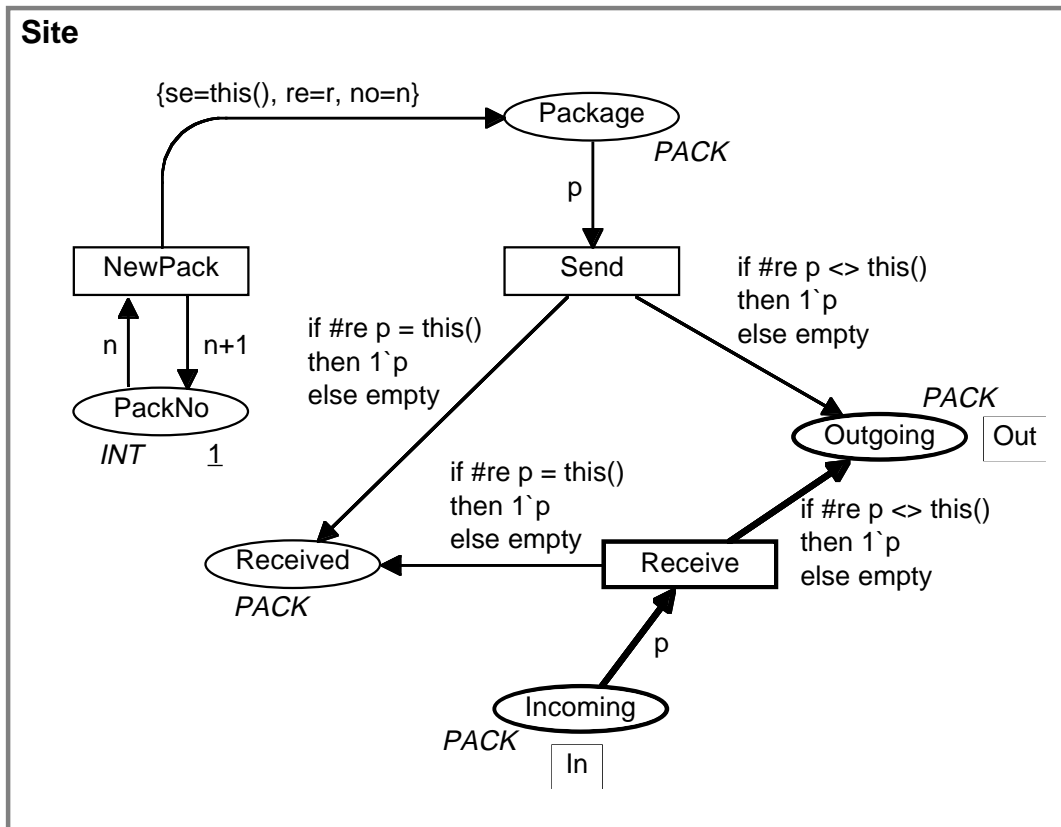 Site
{se=this(), re=r, no=n}
Package
PACK
p
NewPack
Send
if #re p <> this()
then 1`p
else empty
if #re p = this()
then 1`p
else empty
n
n+1
PackNo
INT
1
PACK
Outgoing
Out
if #re p = this()
then 1`p
else empty
if #re p <> this()
then 1`p
else empty
Received
PACK
Receive
p
Incoming
PACK
In